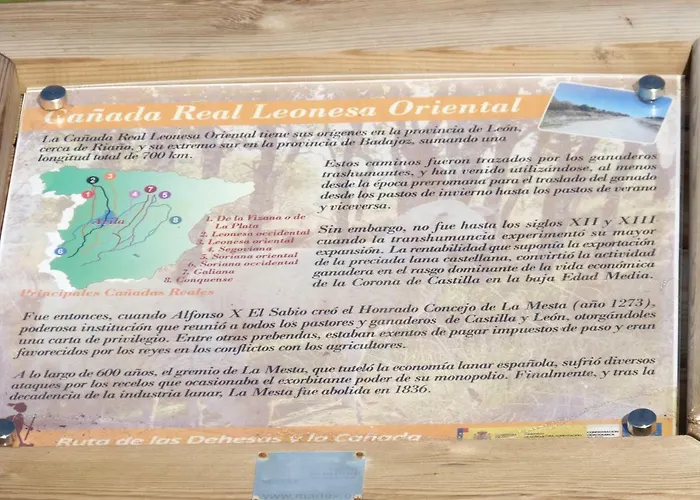 Cañada Real Leonesa Oriental
La Cañada Real Leonesa Oriental tiene sus orígenes en la provincia de León,
cerca de Riaño, y su extremo sur en la provincia de Badajoz, sumando una
longitud total de 700 km.
Estos caminos fueron trazados por los ganaderos
trashumantes, y han venido utilizándose, al menos
desde la época prerromana para el traslado del ganado
desde los pastos de invierno hasta los pastos de verano
y viceversa.
Sin embargo, no fue hasta los siglos XII y XIII
cuando la transhumancia experimentó su mayor
expansión. La rentabilidad que suponía la exportación
de la preciada lana castellana, convirtió la actividad
ganadera en el rasgo dominante de la vida económica
de la Corona de Castilla en la baja Edad Media.
2
3
1
4
7
5
8
6
Ávila
1. De la Vizana o de
La Plata
2. Leonesa occidental
3. Leonesa oriental
4. Segoviana
5. Soriana oriental
6. Soriana occidental
7. Galiana
8. Conquense
Principales Cañadas Reales
Fue entonces, cuando Alfonso X El Sabio creó el Honrado Concejo de La Mesta (año 1273),
poderosa institución que reunió a todos los pastores y ganaderos de Castilla y León, otorgándoles
una carta de privilegio. Entre otras prebendas, estaban exentos de pagar impuestos de paso y eran
favorecidos por los reyes en los conflictos con los agricultores.
A lo largo de 600 años, el gremio de La Mesta, que tuteló la economía lanar española, sufrió diversos
ataques por los recelos que ocasionaba el exorbitante poder de su monopolio. Finalmente, y tras la
decadencia de la industria lanar, La Mesta fue abolida en 1836.
Ruta de las Dehesas y la Cañada